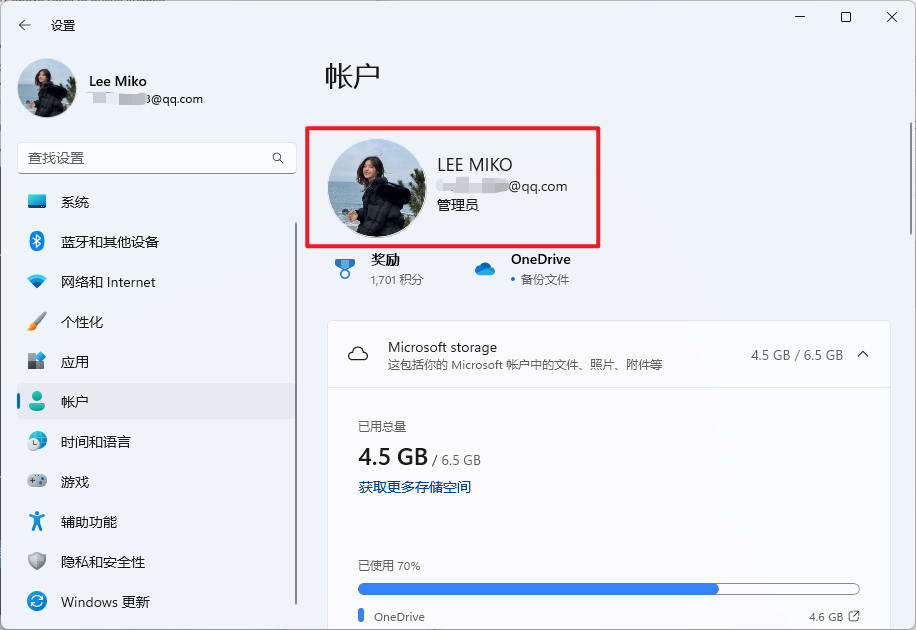 设置
Lee Miko
3@qq.com
查找设置
系统
蓝牙和其他设备
网络和 Internet
个性化
应用
帐户
时间和语言
游戏
辅助功能
隐私和安全性
Windows 更新
帐户
LEE MIKO
@qq.com
管理员
奖励
1,701 积分
OneDrive
• 备份文件
Microsoft storage
这包括你的 Microsoft 帐户中的文件、照片、附件等
4.5 GB / 6.5 GB
已用总量
4.5 GB / 6.5 GB
获取更多存储空间
已使用 70%
OneDrive
4.6 GB